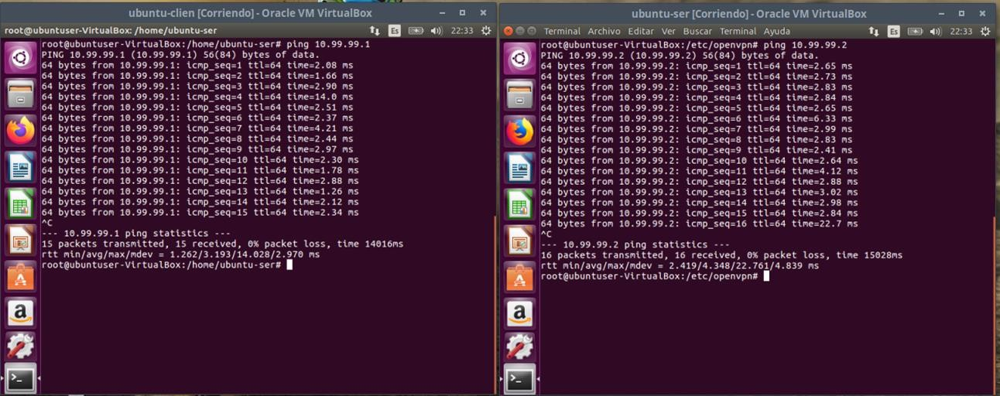 ubuntu-clien [Corriendo] - Oracle VM VirtualBox
root@ubuntuser-VirtualBox: /home/ubuntu-ser
Es
22:33
root@ubuntuser-VirtualBox:/home/ubuntu-ser# ping 10.99.99.1
PING 10.99.99.1 (10.99.99.1) 56(84) bytes of data.
64 bytes from 10.99.99.1: icmp_seq=1 ttl=64 time=2.08 ms
64 bytes from 10.99.99.1: icmp_seq=2 ttl=64 time=1.66 ms
64 bytes from 10.99.99.1: icmp_seq=3 ttl=64 time=2.90 ms
64 bytes from 10.99.99.1: icmp_seq=4 ttl=64 time=14.0 ms
64 bytes from 10.99.99.1: icmp_seq=5 ttl=64 time=2.51 ms
64 bytes from 10.99.99.1: icmp_seq=6 ttl=64 time=2.37 ms
64 bytes from 10.99.99.1: icmp_seq=7 ttl=64 time=4.21 ms
64 bytes from 10.99.99.1: icmp_seq=8 ttl=64 time=2.44 ms
64 bytes from 10.99.99.1: icmp_seq=9 ttl=64 time=2.97 ms
64 bytes from 10.99.99.1: icmp_seq=10 ttl=64 time=2.30 ms
64 bytes from 10.99.99.1: icmp_seq=11 ttl=64 time=1.78 ms
64 bytes from 10.99.99.1: icmp_seq=12 ttl=64 time=2.88 ms
64 bytes from 10.99.99.1: icmp_seq=13 ttl=64 time=1.26 ms
64 bytes from 10.99.99.1: icmp_seq=14 ttl=64 time=2.12 ms
64 bytes from 10.99.99.1: icmp_seq=15 ttl=64 time=2.34 ms
^C
--- 10.99.99.1 ping statistics ---
15 packets transmitted, 15 received, 0% packet loss, time 14016ms
rtt min/avg/max/mdev = 1.262/3.193/14.028/2.970 ms
root@ubuntuser-VirtualBox:/home/ubuntu-ser#
ubuntu-ser [Corriendo] - Oracle VM VirtualBox
Terminal Archivo Editar Ver Buscar Terminal Ayuda
Es
22:33
root@ubuntuser-VirtualBox:/etc/openvpn# ping 10.99.99.2
PING 10.99.99.2 (10.99.99.2) 56(84) bytes of data.
64 bytes from 10.99.99.2: icmp_seq=1 ttl=64 time=2.65 ms
64 bytes from 10.99.99.2: icmp_seq=2 ttl=64 time=2.73 ms
64 bytes from 10.99.99.2: icmp_seq=3 ttl=64 time=2.83 ms
64 bytes from 10.99.99.2: icmp_seq=4 ttl=64 time=2.84 ms
64 bytes from 10.99.99.2: icmp_seq=5 ttl=64 time=2.65 ms
64 bytes from 10.99.99.2: icmp_seq=6 ttl=64 time=6.33 ms
64 bytes from 10.99.99.2: icmp_seq=7 ttl=64 time=2.99 ms
64 bytes from 10.99.99.2: icmp_seq=8 ttl=64 time=2.83 ms
64 bytes from 10.99.99.2: icmp_seq=9 ttl=64 time=2.41 ms
64 bytes from 10.99.99.2: icmp_seq=10 ttl=64 time=2.64 ms
64 bytes from 10.99.99.2: icmp_seq=11 ttl=64 time=4.12 ms
64 bytes from 10.99.99.2: icmp_seq=12 ttl=64 time=2.88 ms
64 bytes from 10.99.99.2: icmp_seq=13 ttl=64 time=3.02 ms
64 bytes from 10.99.99.2: icmp_seq=14 ttl=64 time=2.98 ms
64 bytes from 10.99.99.2: icmp_seq=15 ttl=64 time=2.84 ms
64 bytes from 10.99.99.2: icmp_seq=16 ttl=64 time=22.7 ms
^C
--- 10.99.99.2 ping statistics ---
16 packets transmitted, 16 received, 0% packet loss, time 15028ms
rtt min/avg/max/mdev = 2.419/4.348/22.761/4.839 ms
root@ubuntuser-VirtualBox:/etc/openvpn#